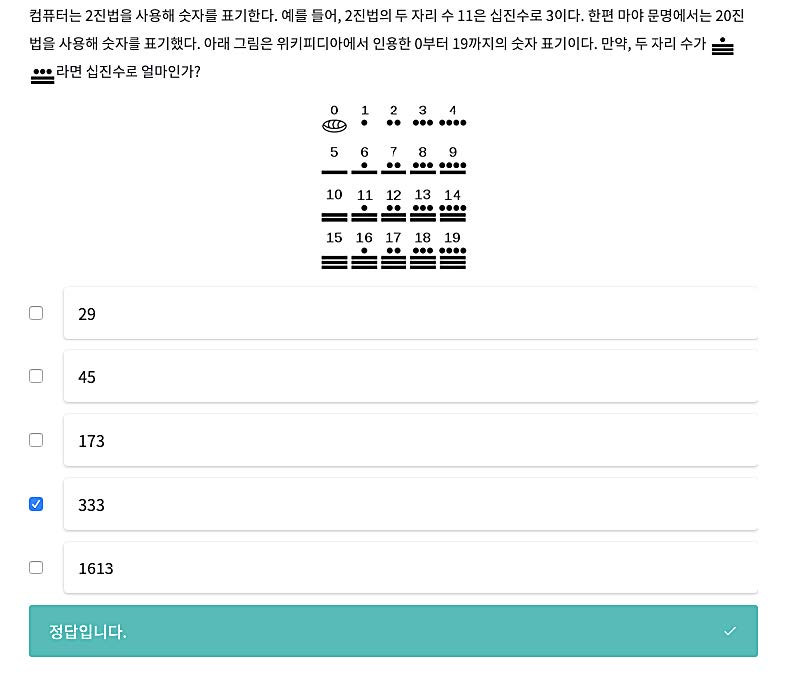 컴퓨터는 2진법을 사용해 숫자를 표기한다. 예를 들어, 2진법의 두 자리 수 11은 십진수로 3이다. 한편 마야 문명에서는 20진
법을 사용해 숫자를 표기했다. 아래 그림은 위키피디아에서 인용한 0부터 19까지의 숫자 표기이다. 만약, 두 자리 수가
라면 십진수로 얼마인가?
0 1 2 3 4
5 6 7 8 9
10 11 12 13 14
15 16 17 18 19
29
45
173
333
1613
정답입니다.